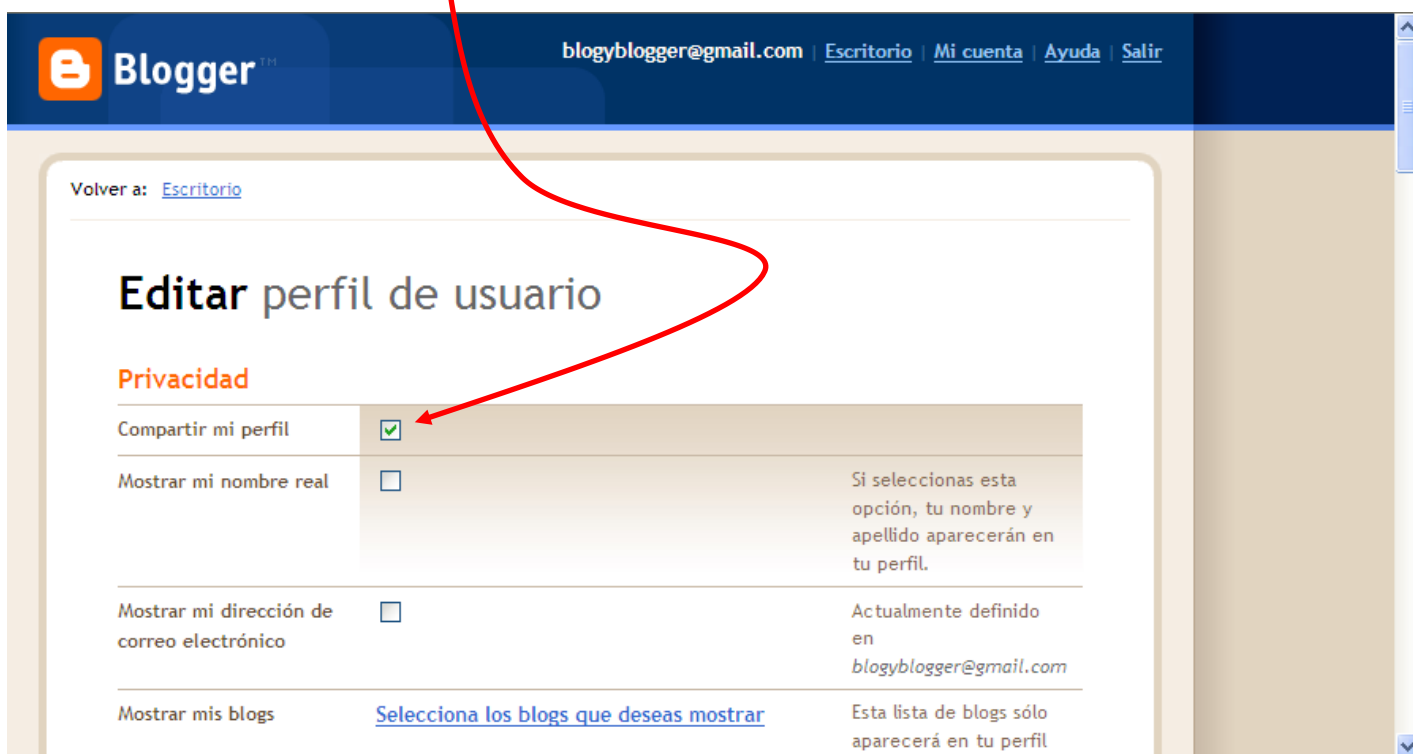 Blogger™
blogyblogger@gmail.com | Escritorio | Mi cuenta | Ayuda | Salir
Volver a: Escritorio
Editar perfil de usuario
Privacidad
Compartir mi perfil
Mostrar mi nombre real
Si seleccionas esta
opción, tu nombre y
apellido aparecerán en
tu perfil.
Mostrar mi dirección de
correo electrónico
Actualmente definido
en
blogyblogger@gmail.com
Mostrar mis blogs
Selecciona los blogs que deseas mostrar
Esta lista de blogs sólo
aparecerá en tu perfil